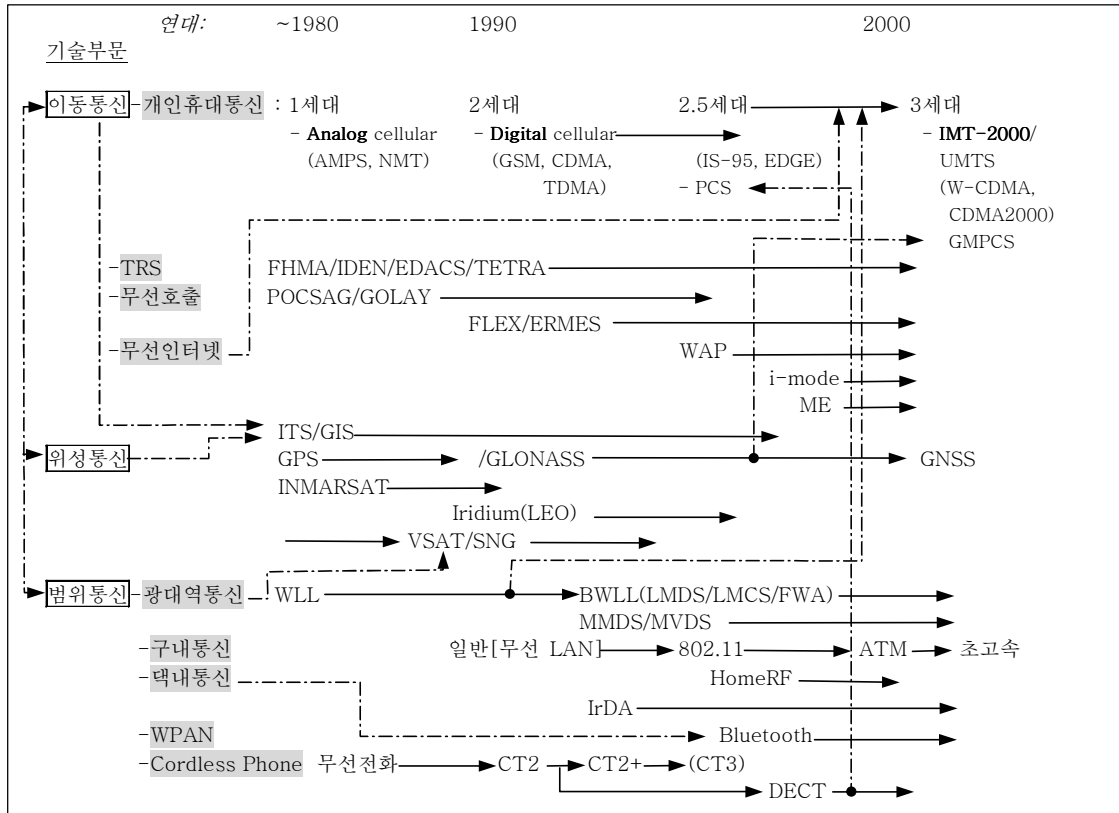 연대: ~1980 1990 2000
기술부문
이동통신 -개인휴대통신 : 1세대 2세대 2.5세대 3세대
- Analog cellular - Digital cellular - IMT-2000/
(AMPS, NMT) (GSM, CDMA, (IS-95, EDGE) UMTS
TDMA) - PCS (W-CDMA,
CDMA2000)
GMPCS
-TRS FHMA/IDEN/EDACS/TETRA
-무선호출 POCSAG/GOLAY
FLEX/ERMES
-무선인터넷 WAP
i-mode
ME
ITS/GIS
위성통신 GPS /GLONASS GNSS
INMARSAT
Iridium(LEO)
VSAT/SNG
범위통신 -광대역통신 WLL BWLL(LMDS/LMCS/FWA)
MMDS/MVDS
-구내통신 일반[무선 LAN] 802.11 ATM 초고속
-댁내통신 HomeRF
IrDA
-WPAN Bluetooth
-Cordless Phone 무선전화 CT2 CT2+ (CT3)
DECT